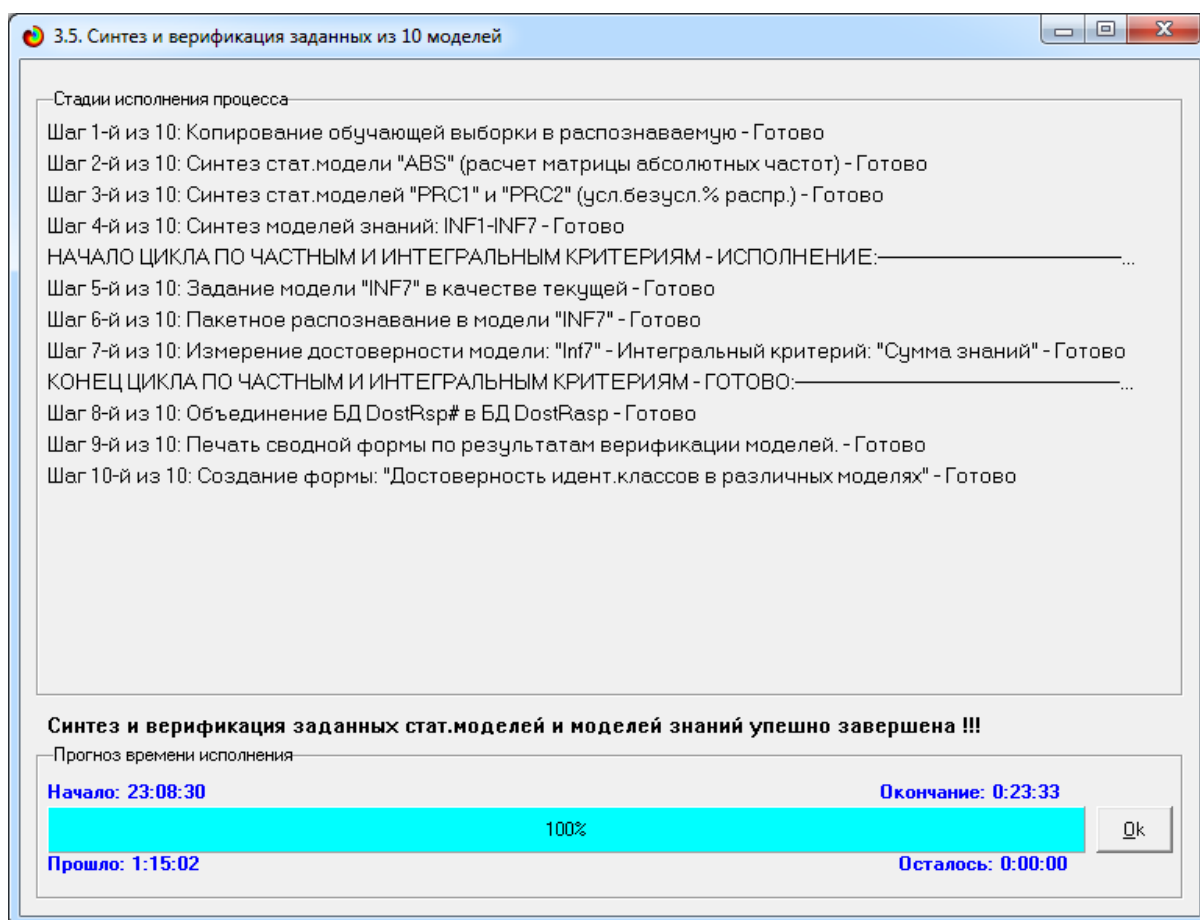 3.5. Синтез и верификация заданных из 10 моделей
Стадии исполнения процесса
Шаг 1-й из 10: Копирование обучающей выборки в распознаваемую - Готово
Шаг 2-й из 10: Синтез стат.модели "ABS" (расчет матрицы абсолютных частот) - Готово
Шаг 3-й из 10: Синтез стат.моделей "PRC1" и "PRC2" (усл.безусл.% распр.) - Готово
Шаг 4-й из 10: Синтез моделей знаний: INF1-INF7 - Готово
НАЧАЛО ЦИКЛА ПО ЧАСТНЫМ И ИНТЕГРАЛЬНЫМ КРИТЕРИЯМ - ИСПОЛНЕНИЕ:————————...
Шаг 5-й из 10: Задание модели "INF7" в качестве текущей - Готово
Шаг 6-й из 10: Пакетное распознавание в модели "INF7" - Готово
Шаг 7-й из 10: Измерение достоверности модели: "Inf7" - Интегральный критерий: "Сумма знаний" - Готово
КОНЕЦ ЦИКЛА ПО ЧАСТНЫМ И ИНТЕГРАЛЬНЫМ КРИТЕРИЯМ - ГОТОВО:————————...
Шаг 8-й из 10: Объединение БД DostRsp# в БД DostRasp - Готово
Шаг 9-й из 10: Печать сводной формы по результатам верификации моделей. - Готово
Шаг 10-й из 10: Создание формы: "Достоверность идент.классов в различных моделях" - Готово
Синтез и верификация заданных стат.моделей и моделей знаний упешно завершена !!!
Прогноз времени исполнения
Начало: 23:08:30 Окончание: 0:23:33
100% Ok
Прошло: 1:15:02 Осталось: 0:00:00